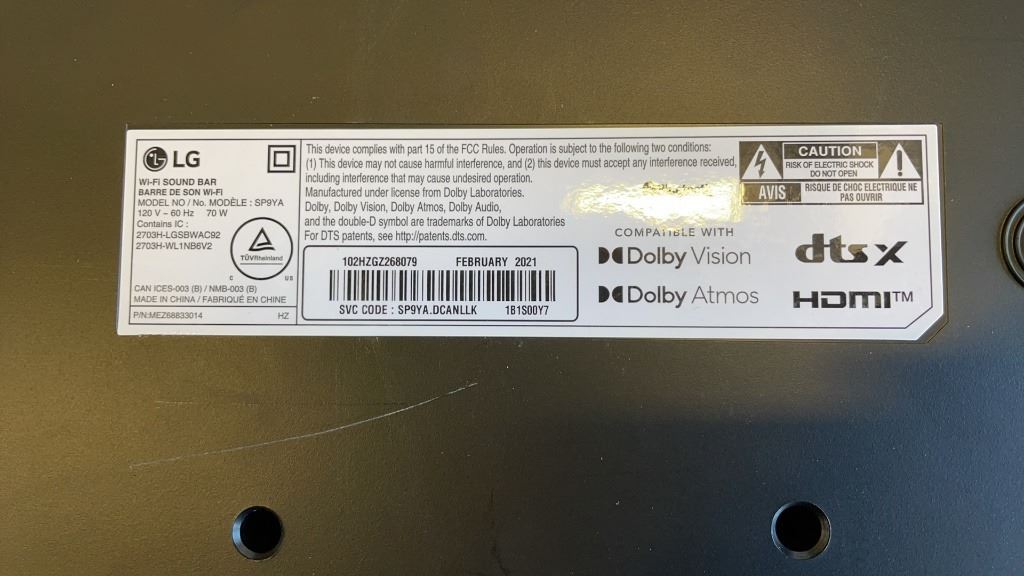 LG
Wi-Fi SOUND BAR
BARRE DE SON Wi-Fi
MODEL NO / No. MODÈLE : SP9YA
120 V ~ 60 Hz 70 W
Contains IC :
2703H-LGSBWAC92
2703H-WL1NB6V2
TÜVRheinland
C US
CAN ICES-003 (B) / NMB-003 (B)
MADE IN CHINA / FABRIQUÉ EN CHINE
P/N:MEZ68833014 HZ
This device complies with part 15 of the FCC Rules. Operation is subject to the following two conditions:
(1) This device may not cause harmful interference, and (2) this device must accept any interference received,
including interference that may cause undesired operation.
Manufactured under license from Dolby Laboratories.
Dolby, Dolby Vision, Dolby Atmos, Dolby Audio,
and the double-D symbol are trademarks of Dolby Laboratories
For DTS patents, see http://patents.dts.com.
102HZGZ268079 FEBRUARY 2021
SVC CODE : SP9YA.DCANLLK 1B1S00Y7
COMPATIBLE WITH
Dolby Vision
Dolby Atmos
CAUTION
RISK OF ELECTRIC SHOCK
DO NOT OPEN
AVIS
RISQUE DE CHOC ELECTRIQUE NE
PAS OUVRIR
dts X
HDMI™